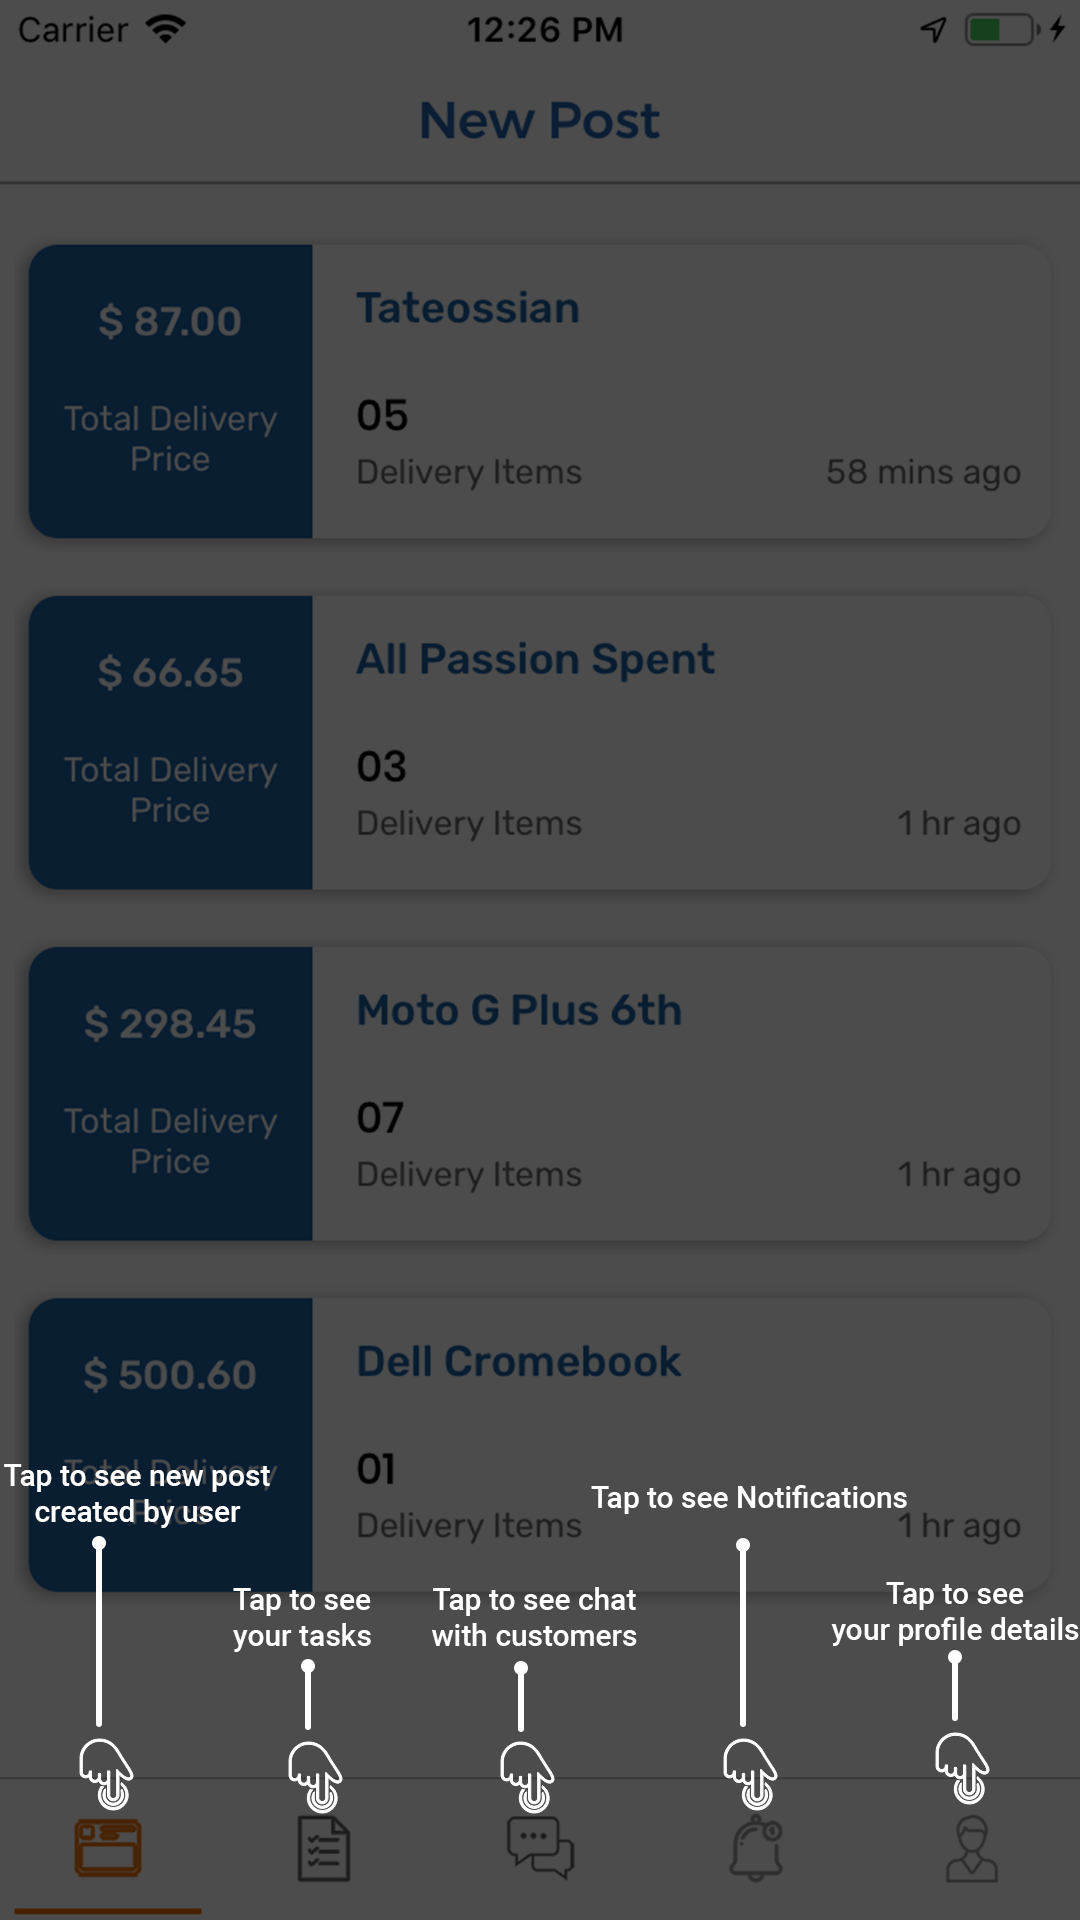 Carrier 12:26 PM
New Post
$ 87.00
Total Delivery
Price
Tateossian
05
Delivery Items 58 mins ago
$ 66.65
Total Delivery
Price
All Passion Spent
03
Delivery Items 1 hr ago
$ 298.45
Total Delivery
Price
Moto G Plus 6th
07
Delivery Items 1 hr ago
$ 500.60
Total Delivery
Price
Dell Cromebook
01
Delivery Items 1 hr ago
Tap to see new post
created by user
Tap to see
your tasks
Tap to see chat
with customers
Tap to see Notifications
Tap to see
your profile details